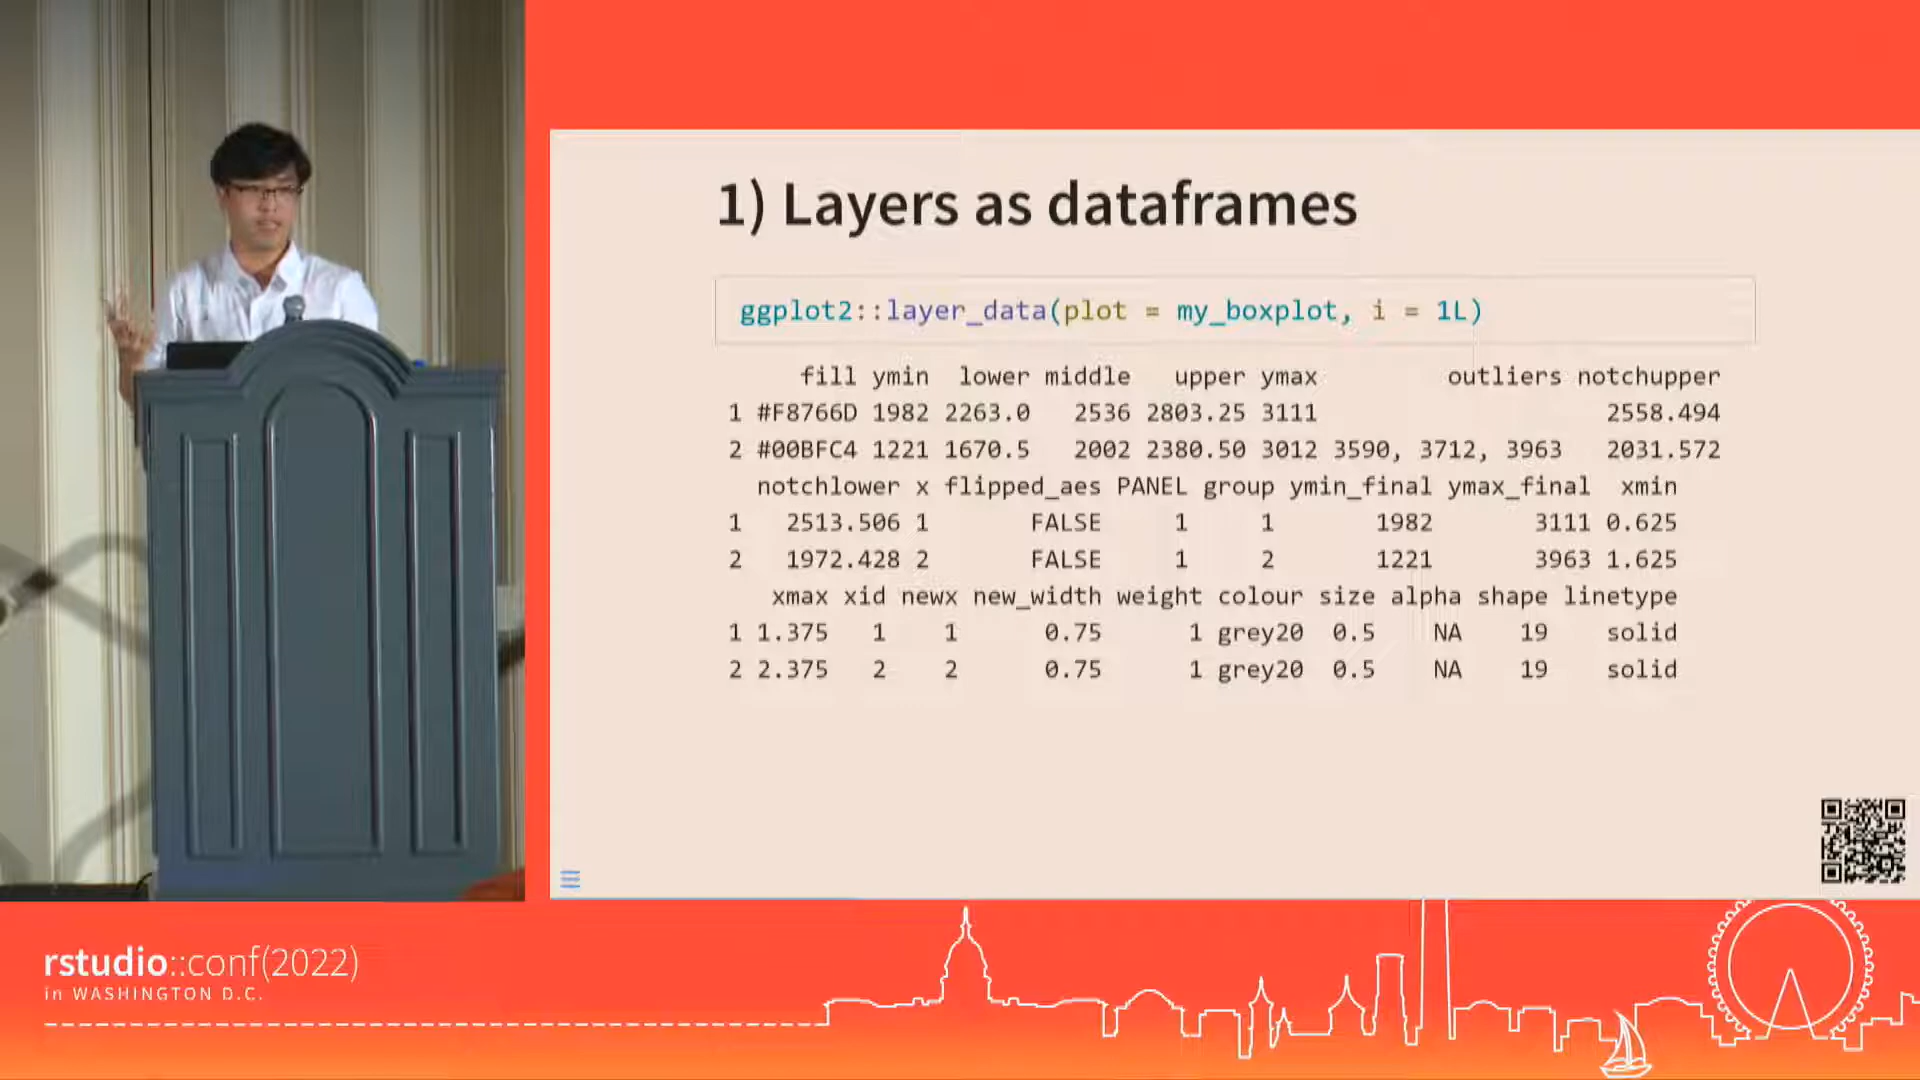 1) Layers as dataframes
ggplot2::layer_data(plot = my_boxplot, i = 1L)
fill ymin lower middle upper ymax outliers notchupper
1 #F8766D 1982 2263.0 2536 2803.25 3111 2558.494
2 #00BFC4 1221 1670.5 2002 2380.50 3012 3590, 3712, 3963 2031.572
notchlower x flipped_aes PANEL group ymin_final ymax_final xmin
1 2513.506 1 FALSE 1 1 1982 3111 0.625
2 1972.428 2 FALSE 1 2 1221 3963 1.625
xmax xid newx new_width weight colour size alpha shape linetype
1 1.375 1 1 0.75 1 grey20 0.5 NA 19 solid
2 2.375 2 2 0.75 1 grey20 0.5 NA 19 solid
rstudio::conf(2022)
in WASHINGTON D.C.